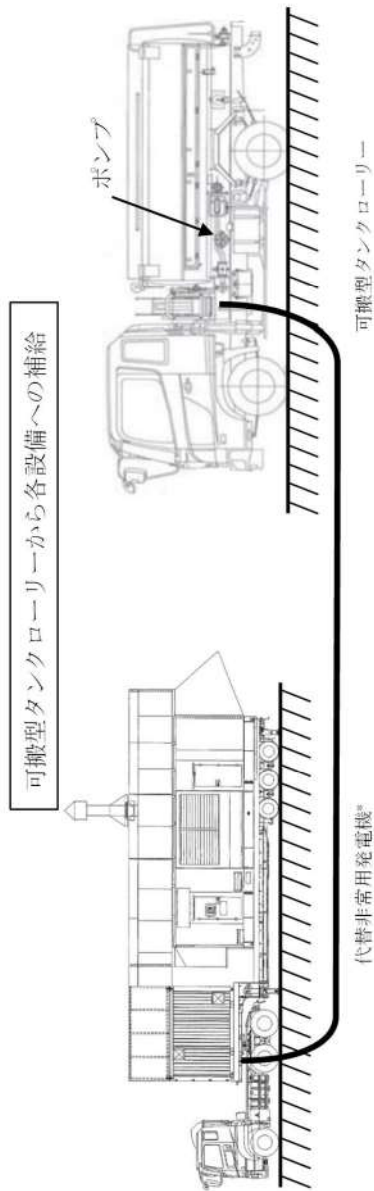 可搬型タンクローリーから各設備への補給
ポンプ
代替非常用発電機*
可搬型タンクローリー